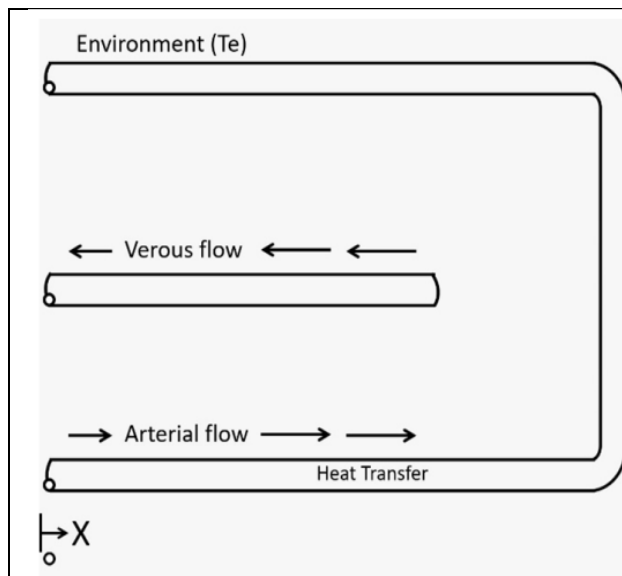 Environment (Te)
Verous flow
Arterial flow
Heat Transfer
X
o